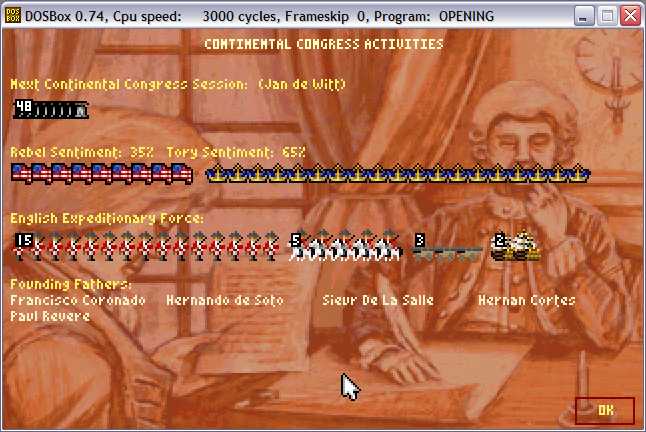 DOSBox 0.74, Cpu speed: 3000 cycles, Frameskip 0, Program: OPENING
CONTINENTAL CONGRESS ACTIVITIES
Next Continental Congress Session: (Jan de Witt)
48
Rebel Sentiment: 35% Tory Sentiment: 65%
English Expeditionary Force:
15 5 3 2
Founding Fathers:
Francisco Coronado Hernando de Soto Sieur De La Salle Hernan Cortes
Paul Revere
OK